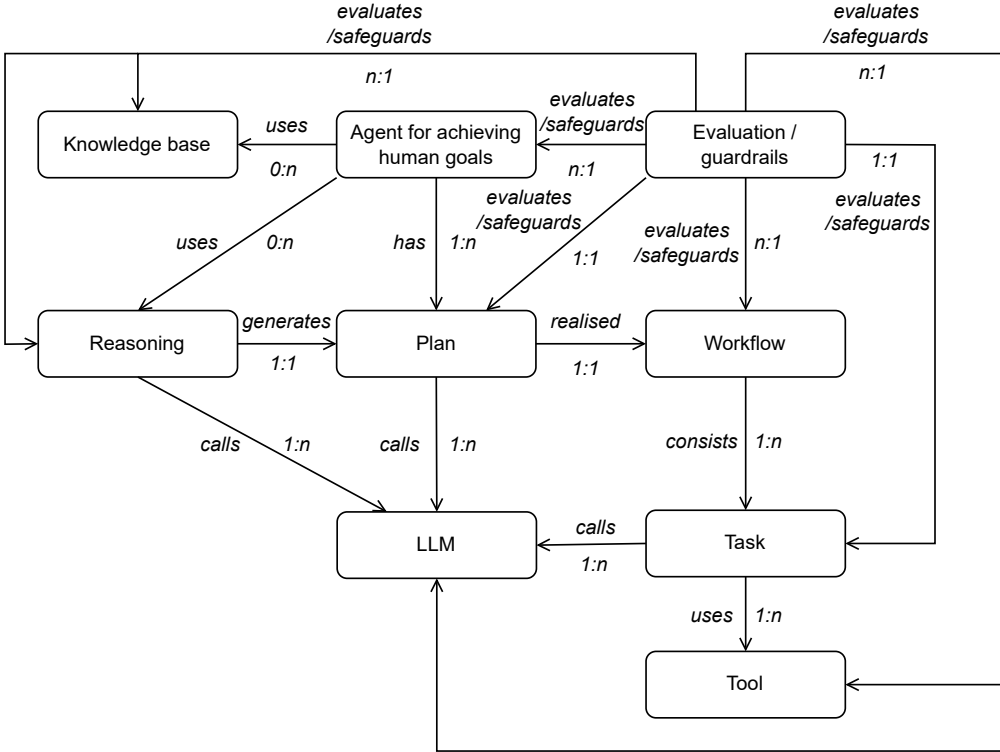 evaluates
/safeguards
n:1
evaluates
/safeguards
n:1
Knowledge base
uses
0:n
Agent for achieving
human goals
evaluates
/safeguards
n:1
Evaluation /
guardrails
1:1
evaluates
/safeguards
uses
0:n
has
1:n
evaluates
/safeguards
1:1
evaluates
/safeguards
n:1
Reasoning
generates
1:1
Plan
realised
1:1
Workflow
calls
1:n
calls
1:n
consists
1:n
LLM
calls
1:n
Task
uses
1:n
Tool